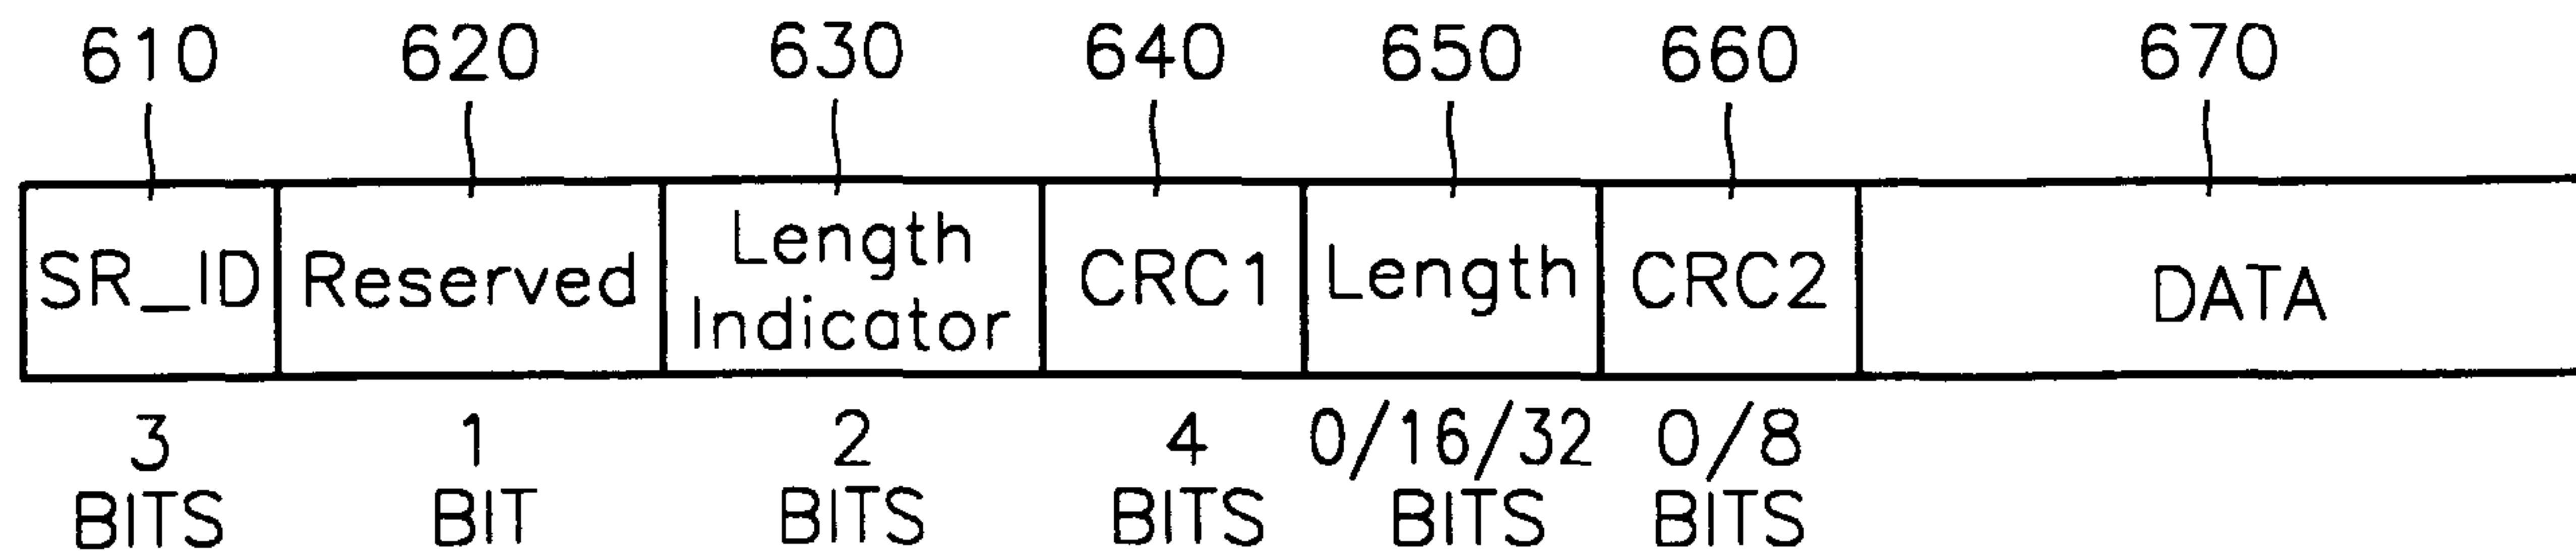 610 620 630 640 650 660 670
SR_ID Reserved Length Indicator CRC1 Length CRC2 DATA
3 BITS 1 BIT 2 BITS 4 BITS 0/16/32 BITS 0/8 BITS